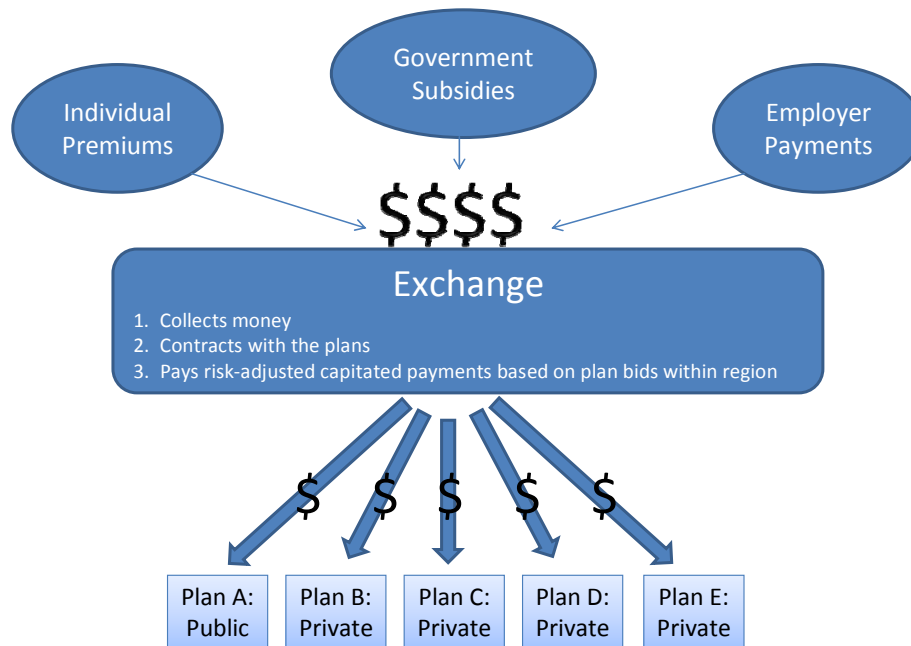 Government
Subsidies
Individual
Premiums
Employer
Payments
$$$$
Exchange
1. Collects money
2. Contracts with the plans
3. Pays risk-adjusted capitated payments based on plan bids within region
$ $ $ $ $
Plan A:
Public
Plan B:
Private
Plan C:
Private
Plan D:
Private
Plan E:
Private